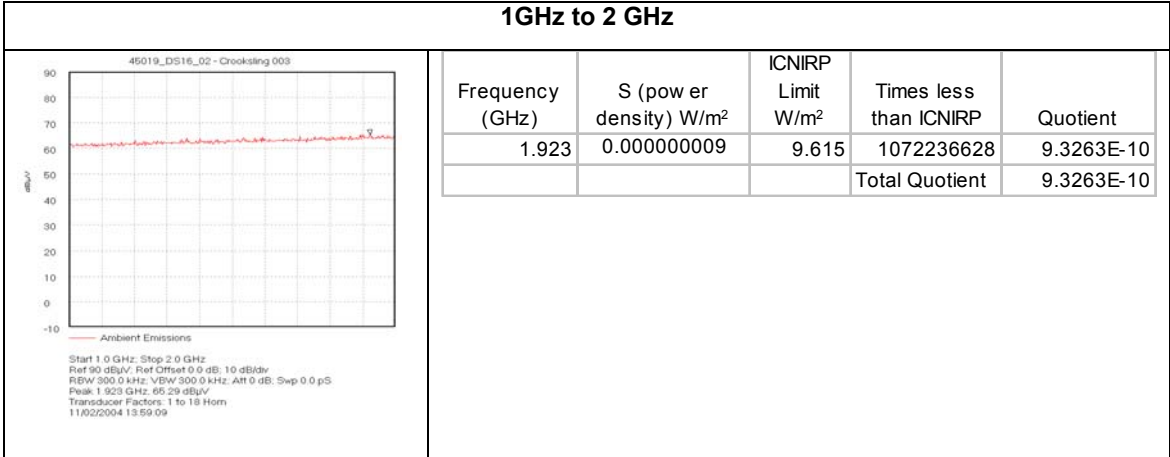 1GHz to 2 GHz
45019_DS16_02 - Crooksling 003
90
80
70
60
50
40
30
20
10
0
-10
dBµV
Ambient Emissions
Start 1.0 GHz; Stop 2.0 GHz
Ref 90 dBµV; Ref Offset 0.0 dB; 10 dB/div
RBW 300.0 kHz; VBW 300.0 kHz; Att 0 dB; Swp 0.0 pS
Peak 1.923 GHz, 65.29 dBµV
Transducer Factors: 1 to 18 Horn
11/02/2004 13:59:09
Frequency (GHz) S (pow er density) W/m² ICNIRP Limit W/m² Times less than ICNIRP Quotient
1.923 0.000000009 9.615 1072236628 9.3263E-10
Total Quotient 9.3263E-10